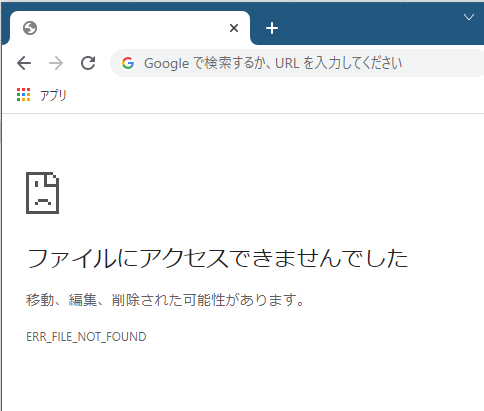 Google で検索するか、URL を入力してください
アプリ
ファイルにアクセスできませんでした
移動、編集、削除された可能性があります。
ERR_FILE_NOT_FOUND